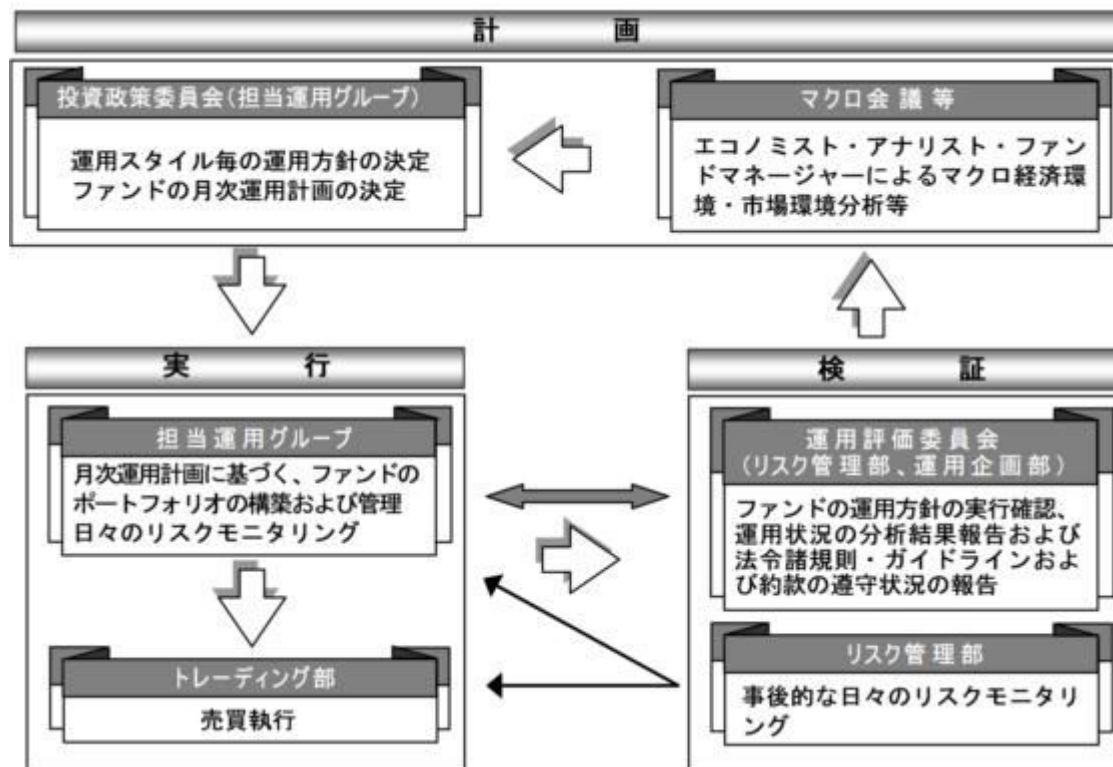 計画
投資政策委員会(担当運用グループ)
運用スタイル毎の運用方針の決定
ファンドの月次運用計画の決定
マクロ会議等
エコノミスト・アナリスト・ファン
ドマネージャーによるマクロ経済環
境・市場環境分析等
実行
担当運用グループ
月次運用計画に基づく、ファンドの
ポートフォリオの構築および管理
日々のリスクモニタリング
トレーディング部
売買執行
検証
運用評価委員会
(リスク管理部、運用企画部)
ファンドの運用方針の実行確認、
運用状況の分析結果報告および
法令諸規則・ガイドラインおよ
び約款の遵守状況の報告
リスク管理部
事後的な日々のリスクモニタリ
ング